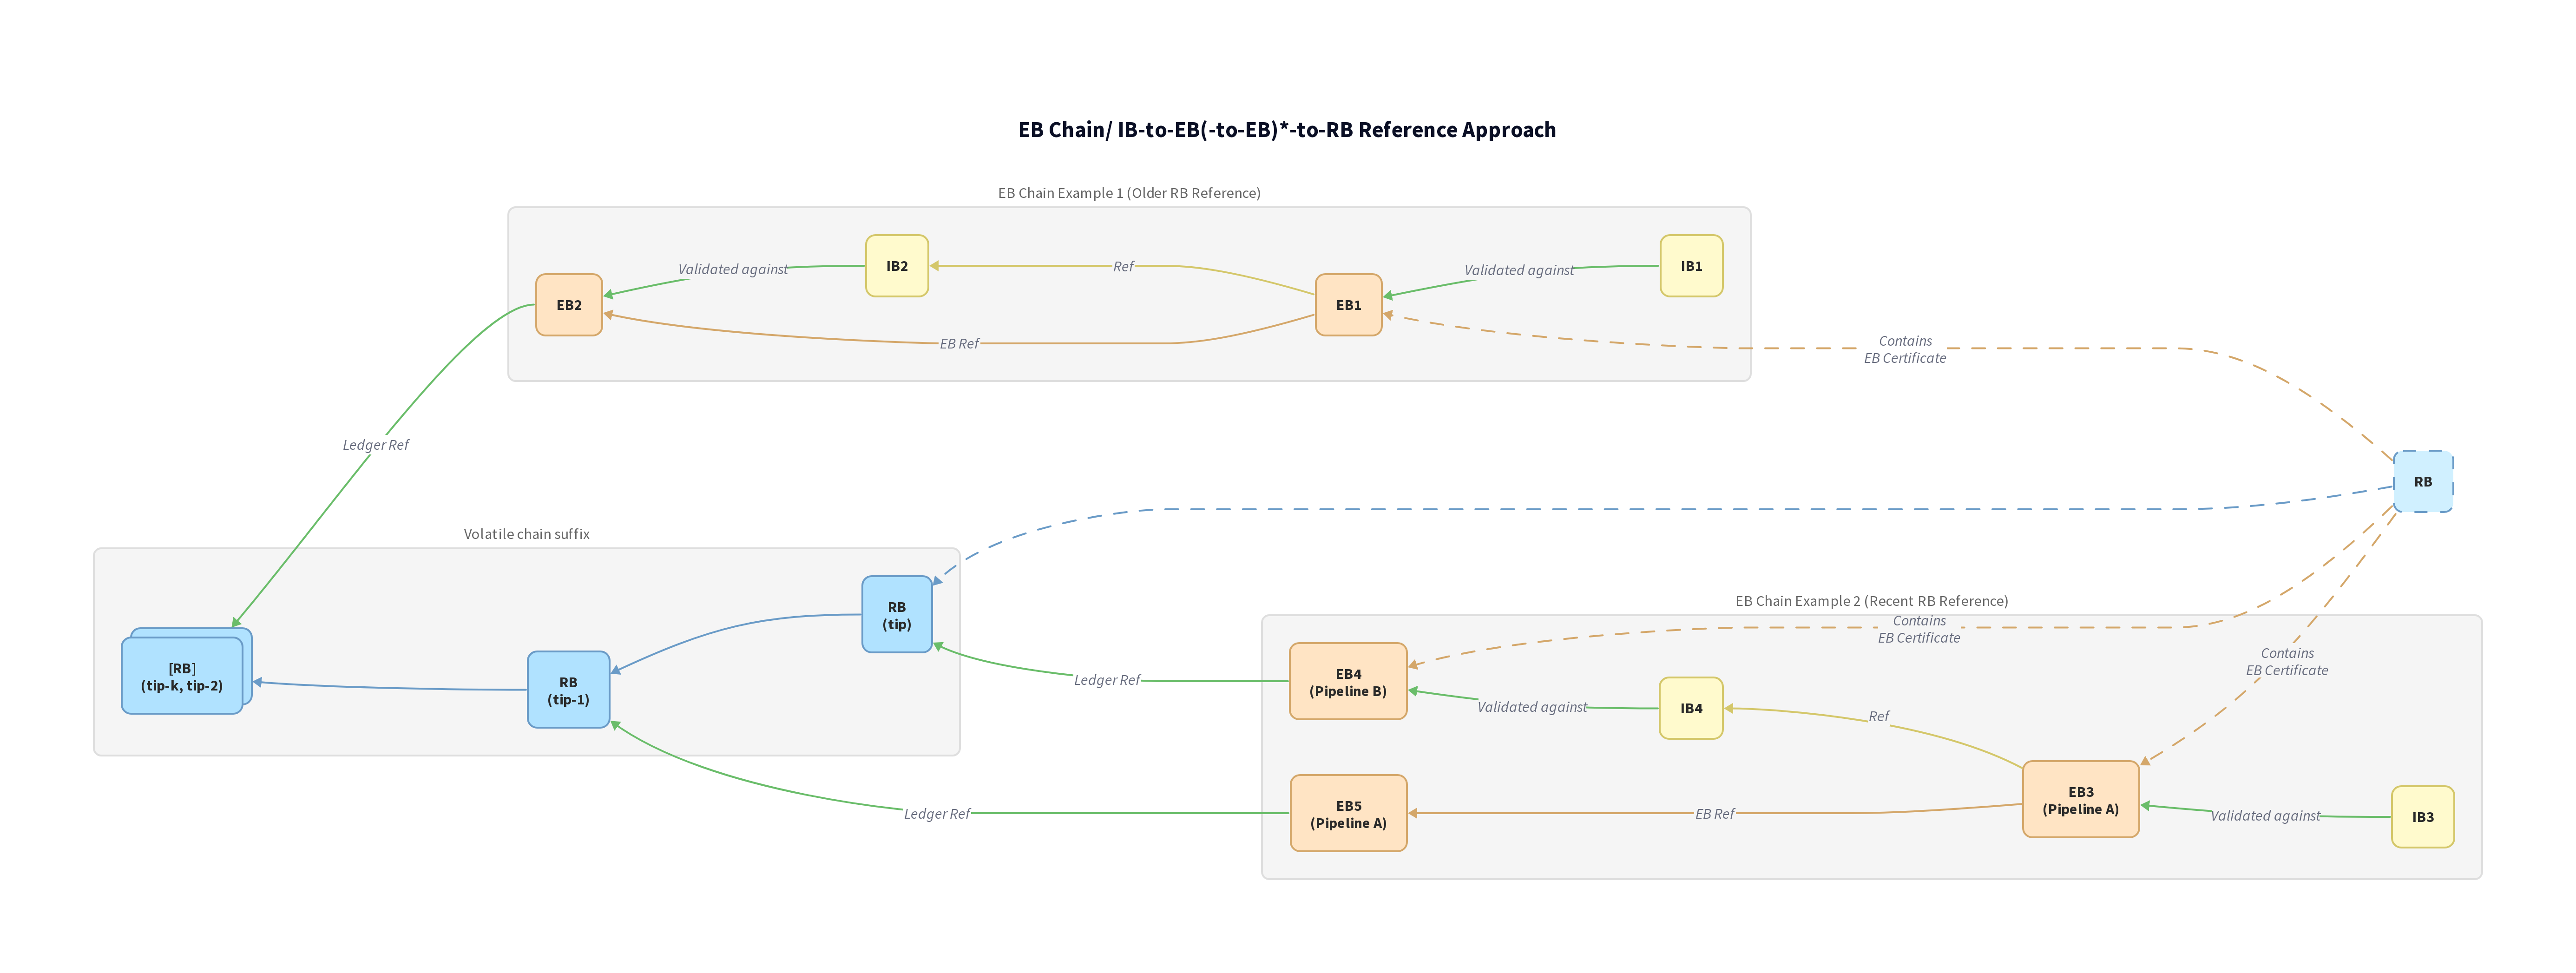 EB Chain/ IB-to-EB(-to-EB)*-to-RB Reference Approach
EB Chain Example 1 (Older RB Reference)
EB2
Validated against
IB2
Ref
EB1
Validated against
IB1
EB Ref
Contains
EB Certificate
Ledger Ref
RB
Volatile chain suffix
RB
(tip)
[RB]
(tip-k, tip-2)
RB
(tip-1)
Ledger Ref
Ledger Ref
EB Chain Example 2 (Recent RB Reference)
Contains
EB Certificate
Contains
EB Certificate
EB4
(Pipeline B)
Validated against
IB4
Ref
EB5
(Pipeline A)
EB Ref
EB3
(Pipeline A)
Validated against
IB3